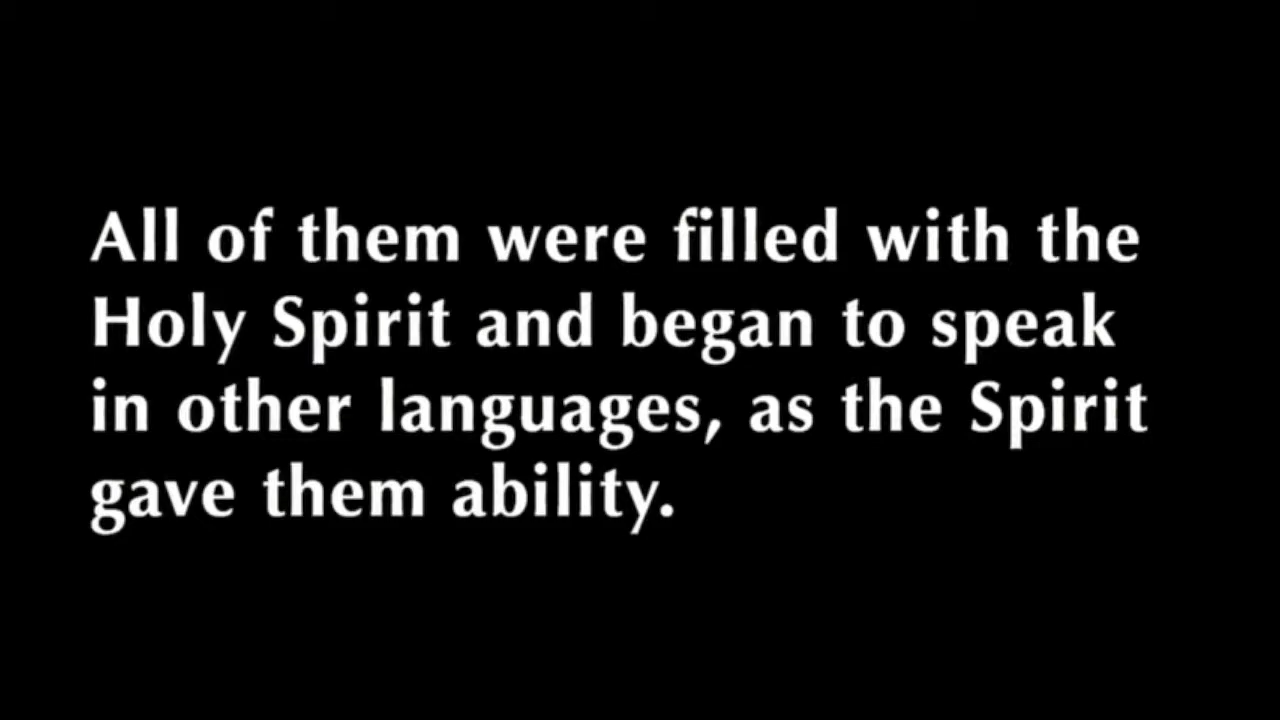 All of them were filled with the
Holy Spirit and began to speak
in other languages, as the Spirit
gave them ability.